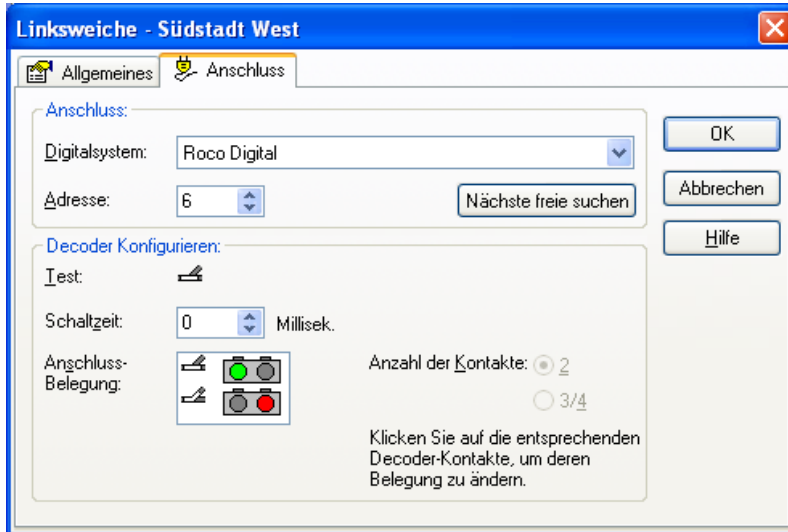 Linksweiche - Südstadt West
Allgemeines
Anschluss
Anschluss:
Digitalsystem:
Roco Digital
Adresse:
6
Nächste freie suchen
OK
Abbrechen
Hilfe
Decoder Konfigurieren:
Test:
Schaltzeit:
0
Millisek.
Anschluss-
Belegung:
Anzahl der Kontakte:
2
3/4
Klicken Sie auf die entsprechenden
Decoder-Kontakte, um deren
Belegung zu ändern.